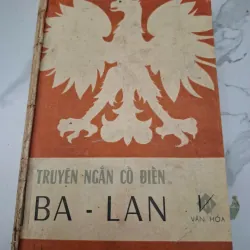 TRUYỆN NGẮN CỔ ĐIỂN
BA - LAN
VĂN HÓA